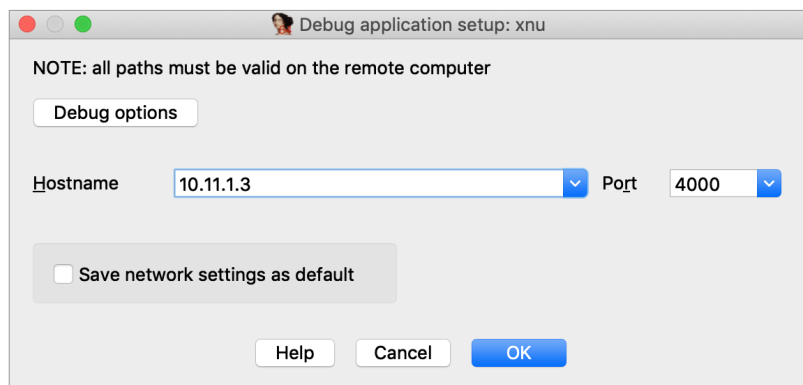 Debug application setup: xnu
NOTE: all paths must be valid on the remote computer
Debug options
Hostname 10.11.1.3 Port 4000
Save network settings as default
Help Cancel OK